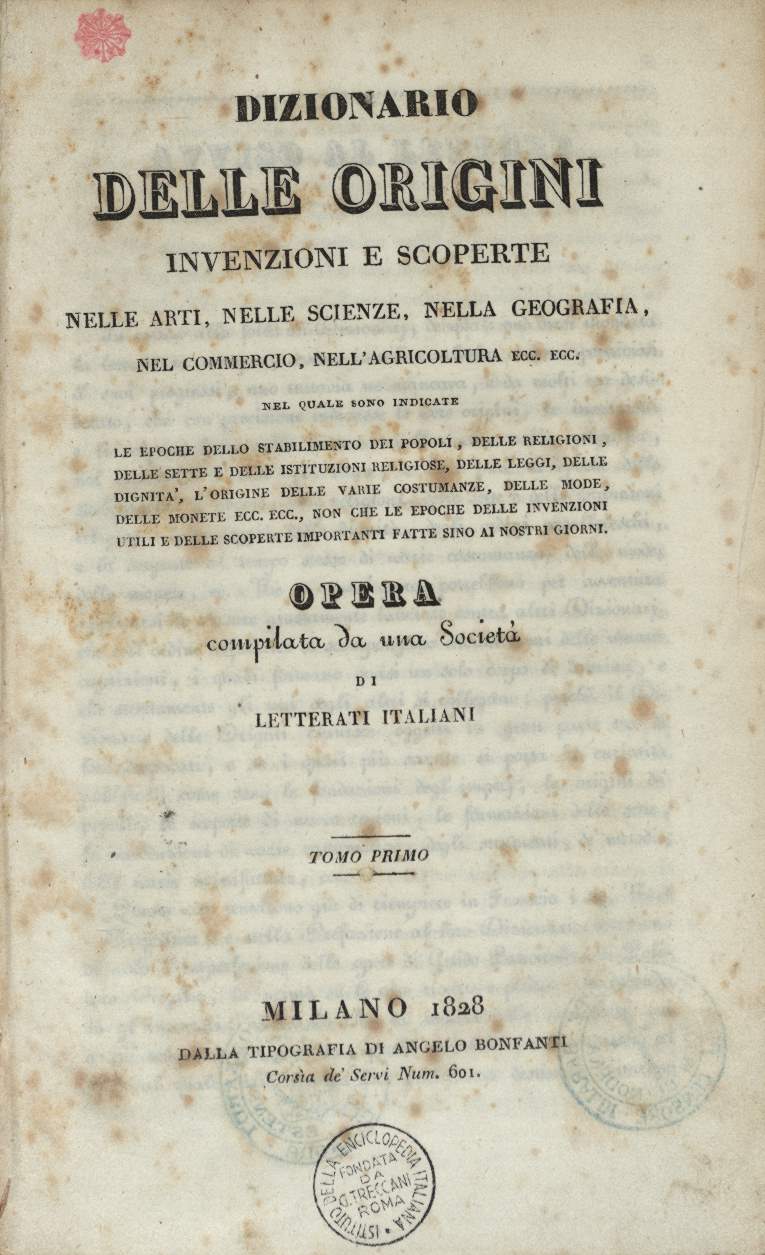 DIZIONARIO
DELLE ORIGINI
INVENZIONI E SCOPERTE
NELLE ARTI, NELLE SCIENZE, NELLA GEOGRAFIA,
NEL COMMERCIO, NELL'AGRICOLTURA ECC. ECC.
NEL QUALE SONO INDICATE
LE EPOCHE DELLO STABILIMENTO DEI POPOLI, DELLE RELIGIONI,
DELLE SETTE E DELLE ISTITUZIONI RELIGIOSE, DELLE LEGGI, DELLE
DIGNITA', L'ORIGINE DELLE VARIE COSTUMANZE, DELLE MODE,
DELLE MONETE ECC. ECC., NON CHE LE EPOCHE DELLE INVENZIONI
UTILI E DELLE SCOPERTE IMPORTANTI FATTE SINO AI NOSTRI GIORNI.
OPERA
compilata da una Società
DI
LETTERATI ITALIANI
TOMO PRIMO
MILANO 1828
DALLA TIPOGRAFIA DI ANGELO BONFANTI
Corsìa de' Servi Num. 601.
ISTITUTO DELLA ENCICLOPEDIA ITALIANA
FONDATA
DA
G. TRECCANI
ROMA